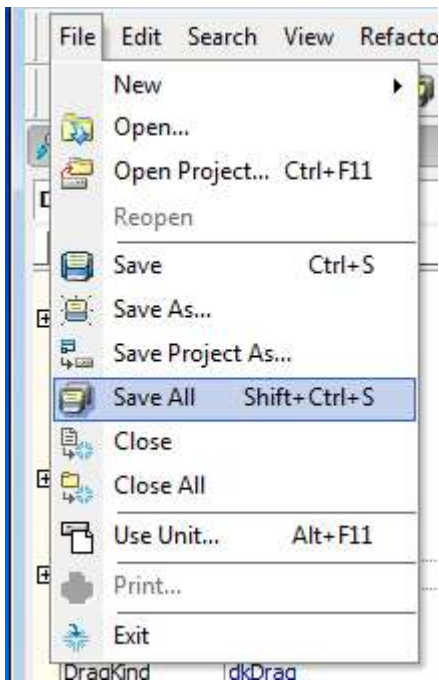 File Edit Search View Refacto
New
Open...
Open Project... Ctrl+F11
Reopen
Save Ctrl+S
Save As...
Save Project As...
Save All Shift+Ctrl+S
Close
Close All
Use Unit... Alt+F11
Print...
Exit
DragKind dkDrag